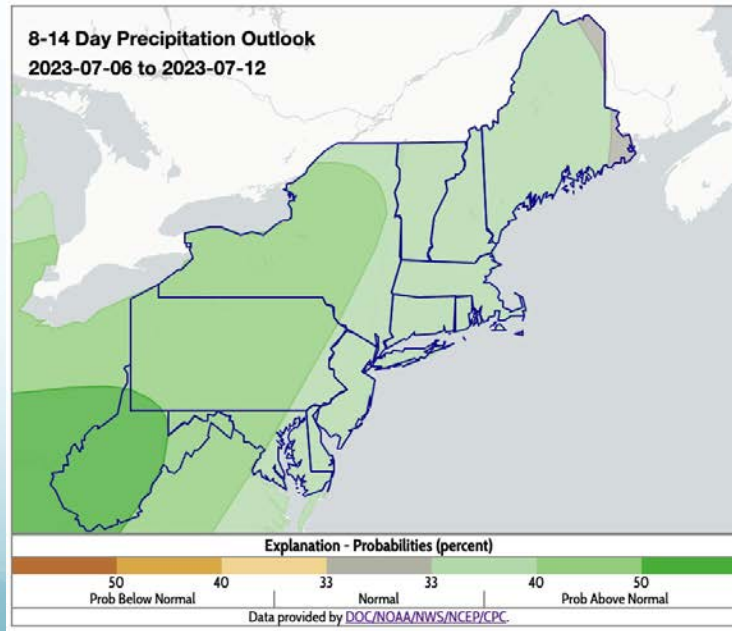 8-14 Day Precipitation Outlook
2023-07-06 to 2023-07-12
Explanation - Probabilities (percent)
50 40 33 33 40 50
Prob Below Normal Normal Prob Above Normal
Data provided by DOC/NOAA/NWS/NCEP/CPC.